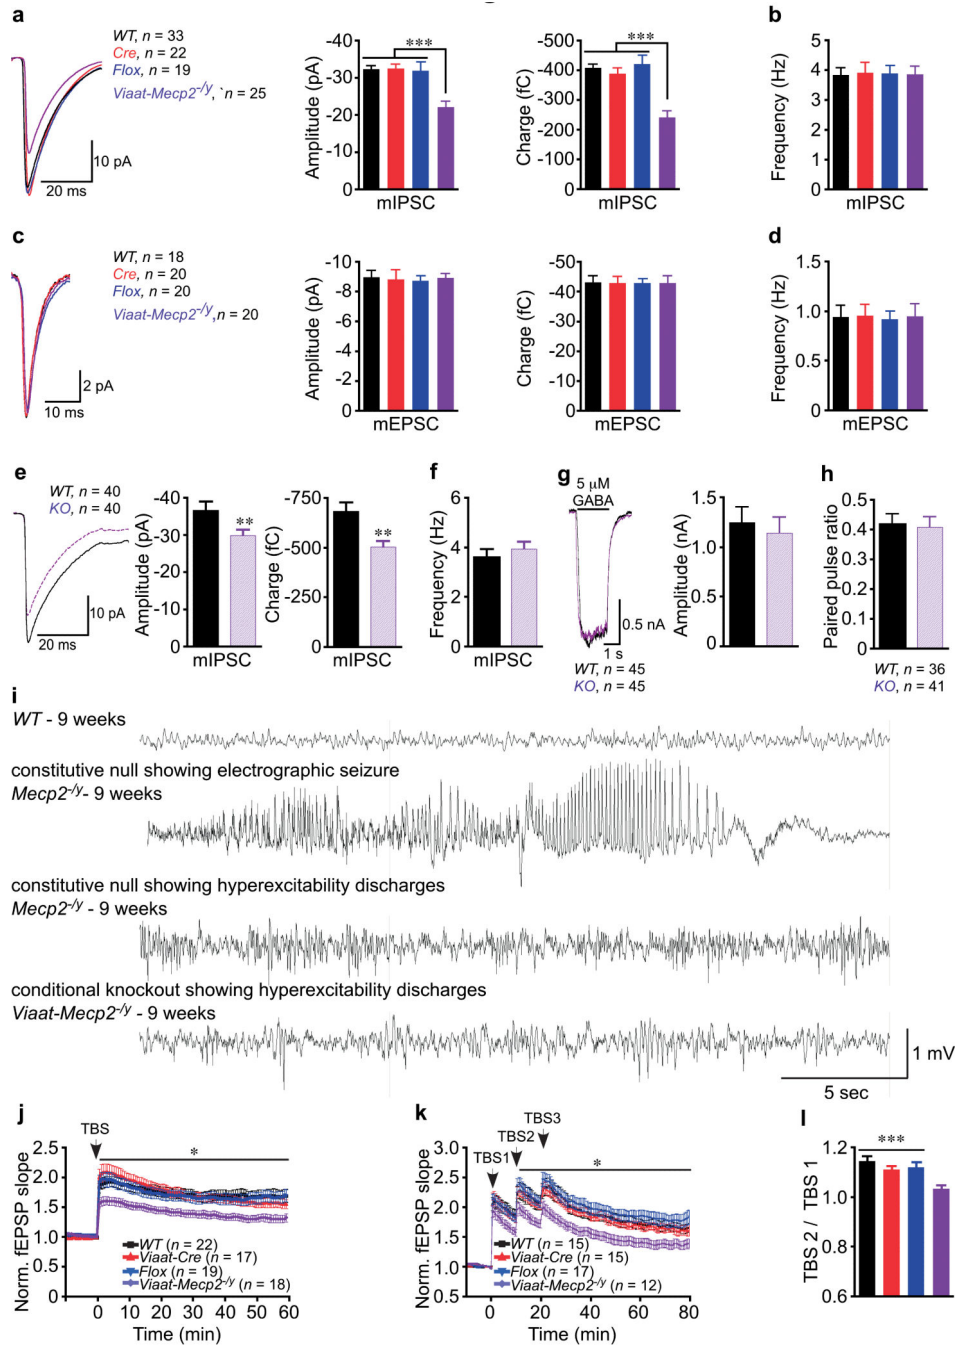 a
WT, n = 33
Cre, n = 22
Flox, n = 19
Viaat-Mecp2-/y, `n = 25
10 pA
20 ms
Amplitude (pA)
-40
-30
-20
-10
0
***
mIPSC
Charge (fC)
-500
-400
-300
-200
-100
0
***
mIPSC
b
Frequency (Hz)
5
4
3
2
1
0
mIPSC
c
WT, n = 18
Cre, n = 20
Flox, n = 20
Viaat-Mecp2-/y,n = 20
2 pA
10 ms
Amplitude (pA)
-10
-8
-6
-4
-2
0
mEPSC
Charge (fC)
-50
-40
-30
-20
-10
0
mEPSC
d
Frequency (Hz)
1.5
1.0
0.5
0
mEPSC
e
WT, n = 40
KO, n = 40
10 pA
20 ms
Amplitude (pA)
-40
-30
-20
-10
0
**
mIPSC
Charge (fC)
-750
-500
-250
0
**
mIPSC
f
Frequency (Hz)
6
4
2
0
mIPSC
g
5 μM
GABA
0.5 nA
1 s
WT, n = 45
KO, n = 45
Amplitude (nA)
1.5
1.0
0.5
0
h
Paired pulse ratio
0.5
0.4
0.3
0.2
0.1
0
WT, n = 36
KO, n = 41
i
WT - 9 weeks
constitutive null showing electrographic seizure
Mecp2-/y- 9 weeks
constitutive null showing hyperexcitability discharges
Mecp2-/y - 9 weeks
conditional knockout showing hyperexcitability discharges
Viaat-Mecp2-/y - 9 weeks
1 mV
5 sec
j
TBS
*
Norm. fEPSP slope
2.5
2.0
1.5
1.0
0.5
WT (n = 22)
Viaat-Cre (n = 17)
Flox (n = 19)
Viaat-Mecp2-/y (n = 18)
0 10 20 30 40 50 60
Time (min)
k
TBS3
TBS2
TBS1
*
Norm. fEPSP slope
3.0
2.5
2.0
1.5
1.0
0.5
WT (n = 15)
Viaat-Cre (n = 15)
Flox (n = 17)
Viaat-Mecp2-/y (n = 12)
0 20 40 60 80
Time (min)
l
***
TBS 2 / TBS 1
1.2
1.0
0.8
0.6